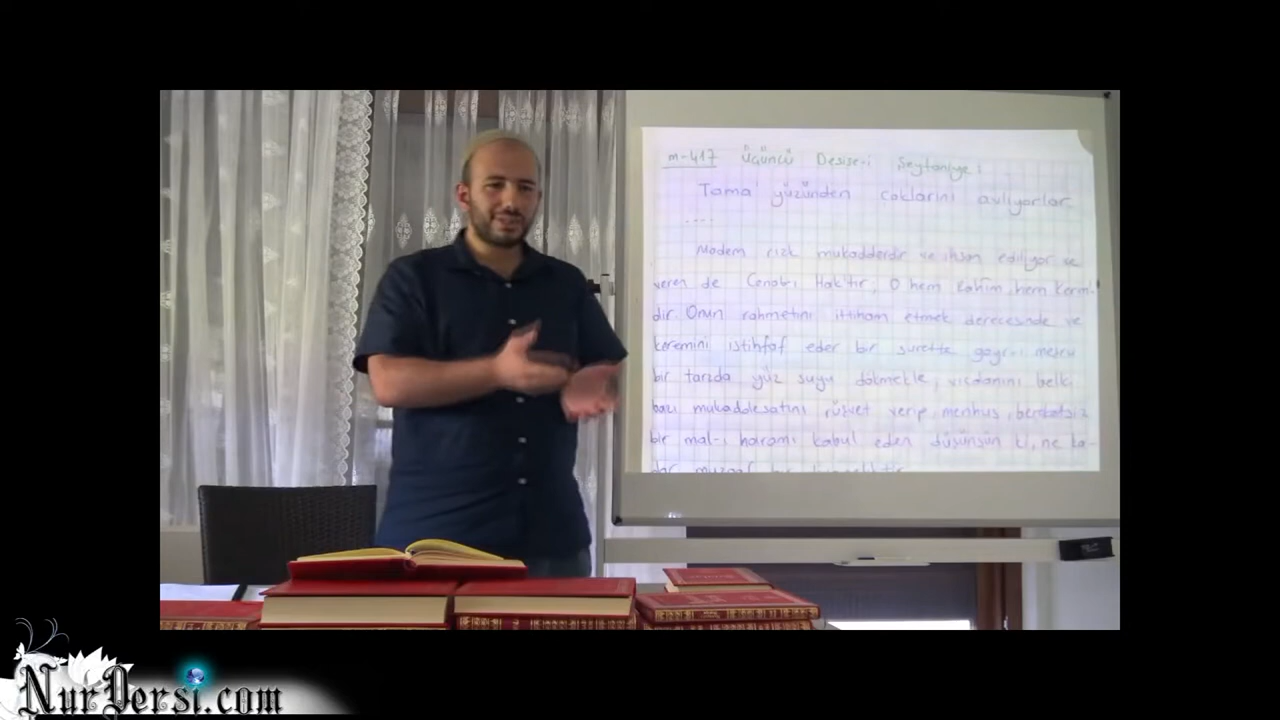 m-417 Üçüncü Desise-i Şeytaniye:
Tama' yüzünden çoklarını avlıyorlar.
....
Madem rızk mukadderdir ve ihsan ediliyor ve
veren de Cenab-ı Hak'tır; O hem Rahîm, hem Kerim-
dir. Onun rahmetini ittiham etmek derecesinde ve
keremini istihfaf eder bir surette gayr-ı meşru
bir tarzda yüz suyu dökmekle, vicdanını belki
bazı mukaddesatını rüşvet verip, menhus, bereketsiz
bir mal-ı haramı kabul eden düşünsün ki, ne ka-
NurDersi.com